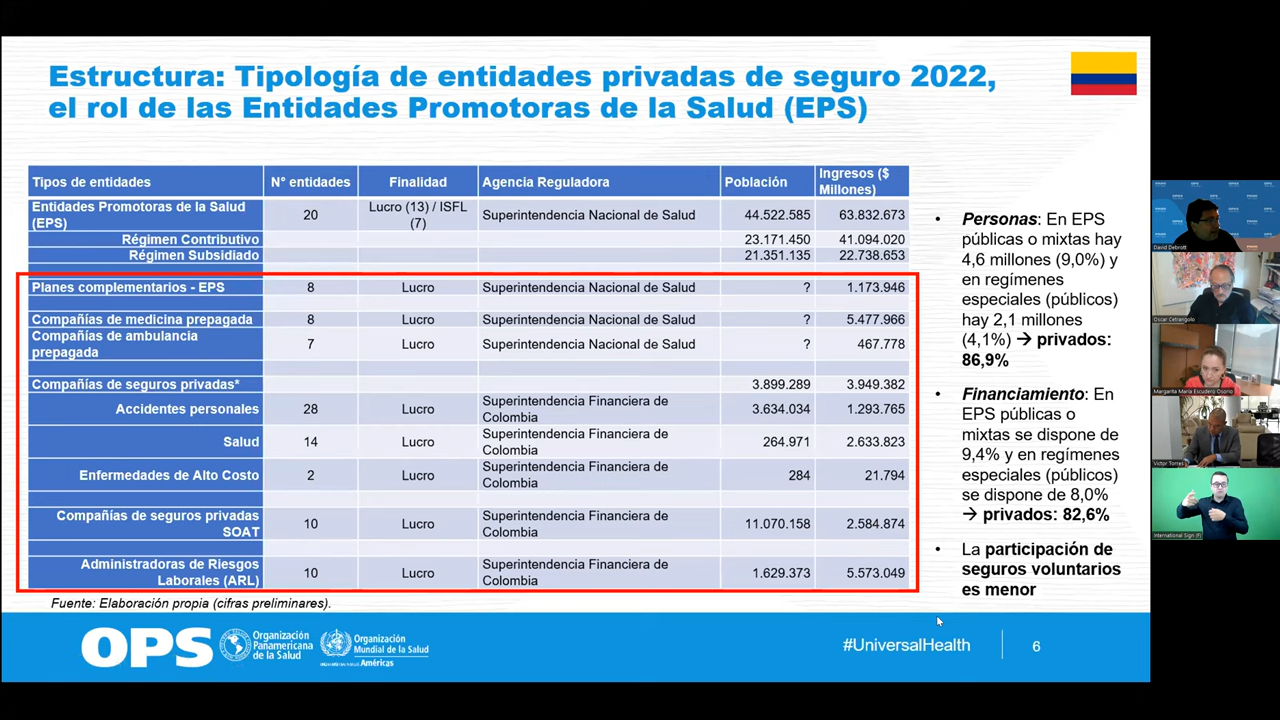 Estructura: Tipología de entidades privadas de seguro 2022,
el rol de las Entidades Promotoras de la Salud (EPS)
Tipos de entidades N° entidades Finalidad Agencia Reguladora Población Ingresos ($
Millones)
Entidades Promotoras de la Salud
(EPS) 20 Lucro (13) / ISFL
(7) Superintendencia Nacional de Salud 44.522.585 63.832.673
Régimen Contributivo 23.171.450 41.094.020
Régimen Subsidiado 21.351.135 22.738.653
Planes complementarios - EPS 8 Lucro Superintendencia Nacional de Salud ? 1.173.946
Compañías de medicina prepagada 8 Lucro Superintendencia Nacional de Salud ? 5.477.966
Compañías de ambulancia
prepagada 7 Lucro Superintendencia Nacional de Salud ? 467.778
Compañías de seguros privadas* 3.899.289 3.949.382
Accidentes personales 28 Lucro Superintendencia Financiera de
Colombia 3.634.034 1.293.765
Salud 14 Lucro Superintendencia Financiera de
Colombia 264.971 2.633.823
Enfermedades de Alto Costo 2 Lucro Superintendencia Financiera de
Colombia 284 21.794
Compañías de seguros privadas
SOAT 10 Lucro Superintendencia Financiera de
Colombia 11.070.158 2.584.874
Administradoras de Riesgos
Laborales (ARL) 10 Lucro Superintendencia Financiera de
Colombia 1.629.373 5.573.049
Fuente: Elaboración propia (cifras preliminares).
• Personas: En EPS
públicas o mixtas hay
4,6 millones (9,0%) y
en regímenes
especiales (públicos)
hay 2,1 millones
(4,1%) → privados:
86,9%
• Financiamiento: En
EPS públicas o
mixtas se dispone de
9,4% y en regímenes
especiales (públicos)
se dispone de 8,0%
→ privados: 82,6%
• La participación de
seguros voluntarios
es menor
OPS
Organización
Panamericana
de la Salud
Organización
Mundial de la Salud
Américas
#UniversalHealth
6
David Debrott
Oscar Cetrangolo
Margarita María Escudero Osorio
Victor Torres
International Sign (F)